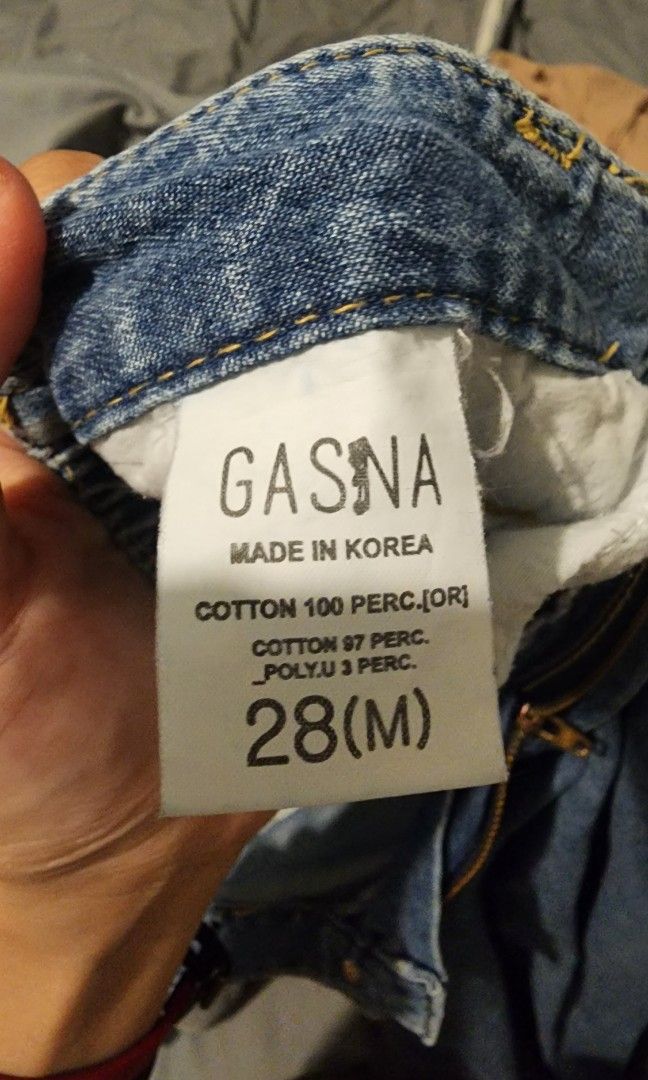 GASNA
MADE IN KOREA
COTTON 100 PERC.[OR]
COTTON 97 PERC.
_POLY.U 3 PERC.
28(M)